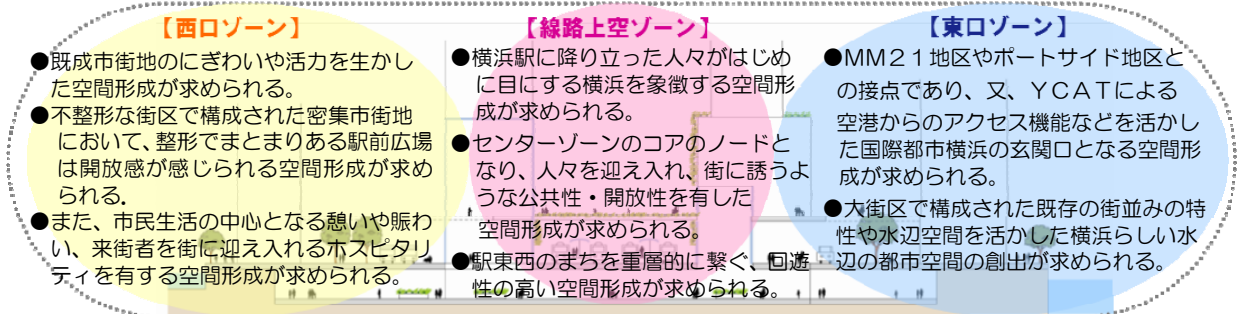 【西口ゾーン】
●既成市街地のにぎわいや活力を生かし
た空間形成が求められる。
●不整形な街区で構成された密集市街地
において、整形でまとまりある駅前広場
は開放感が感じられる空間形成が求め
られる.
●また、市民生活の中心となる憩いや賑わ
い、来街者を街に迎え入れるホスピタリ
ティを有する空間形成が求められる。
【線路上空ゾーン】
●横浜駅に降り立った人々がはじめ
に目にする横浜を象徴する空間形
成が求められる。
●センターゾーンのコアのノードと
なり、人々を迎え入れ、街に誘うよ
うな公共性・開放性を有した
空間形成が求められる。
●駅東西のまちを重層的に繋ぐ、回遊
性の高い空間形成が求められる。
【東口ゾーン】
●MM21地区やポートサイド地区と
の接点であり、又、YCATによる
空港からのアクセス機能などを活かし
た国際都市横浜の玄関口となる空間形
成が求められる。
●大街区で構成された既存の街並みの特
性や水辺空間を活かした横浜らしい水
辺の都市空間の創出が求められる。